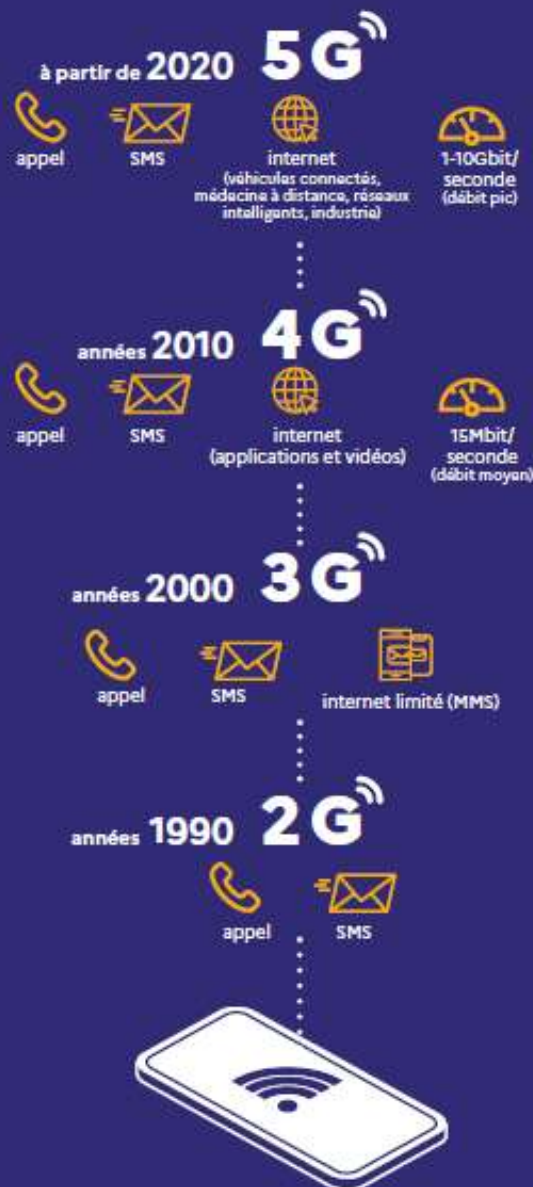 à partir de 2020 5G
appel
SMS
internet
(véhicules connectés,
médecine à distance, réseaux
intelligents, industrie)
1-10Gbit/
seconde
(débit pic)
années 2010 4G
appel
SMS
internet
(applications et vidéos)
15Mbit/
seconde
(débit moyen)
années 2000 3G
appel
SMS
internet limité (MMS)
années 1990 2G
appel
SMS